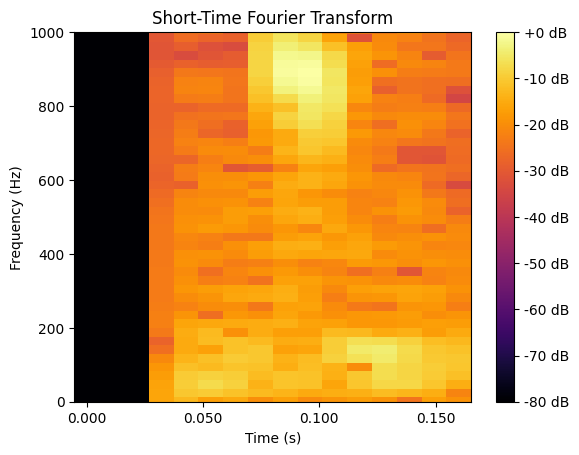 Short-Time Fourier Transform
1000
800
600
400
200
0
Frequency (Hz)
0.000
0.050
0.100
0.150
Time (s)
+0 dB
-10 dB
-20 dB
-30 dB
-40 dB
-50 dB
-60 dB
-70 dB
-80 dB